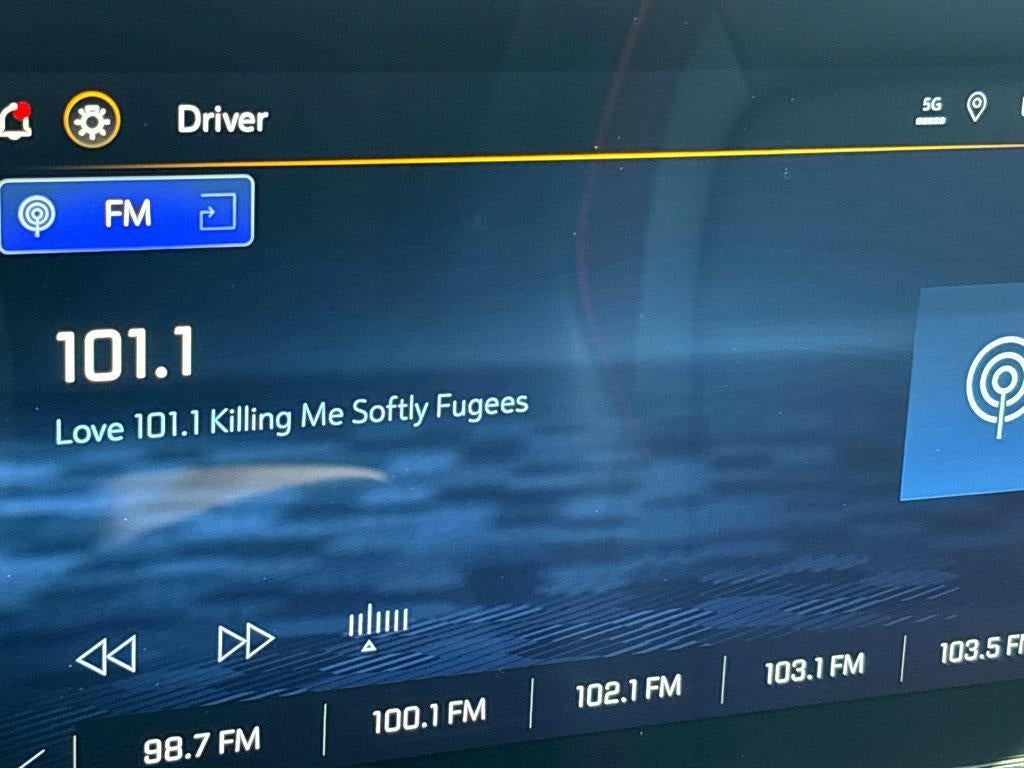 Driver
5G
FM
101.1
Love 101.1 Killing Me Softly Fugees
98.7 FM
100.1 FM
102.1 FM
103.1 FM
103.5 FM